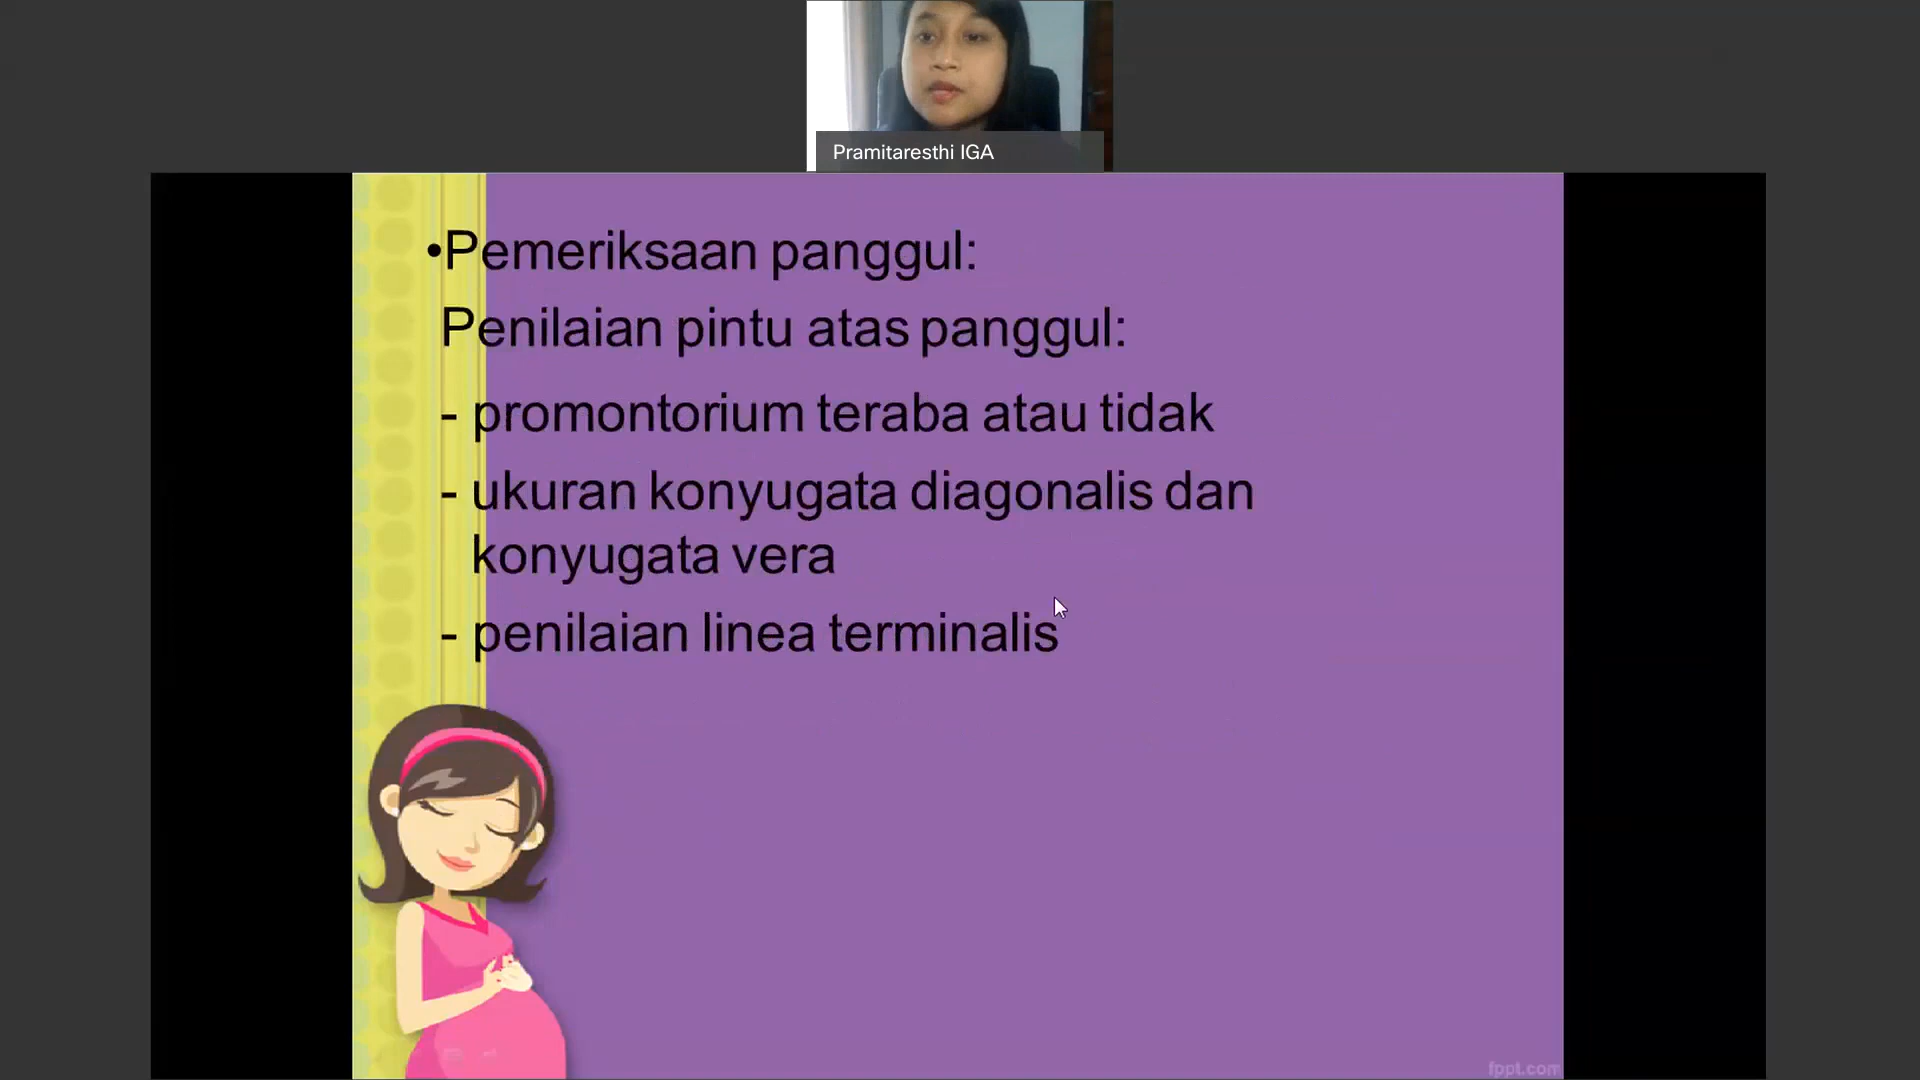 Pramitaresthi IGA
•Pemeriksaan panggul:
Penilaian pintu atas panggul:
- promontorium teraba atau tidak
- ukuran konyugata diagonalis dan
konyugata vera
- penilaian linea terminalis
fppt.com